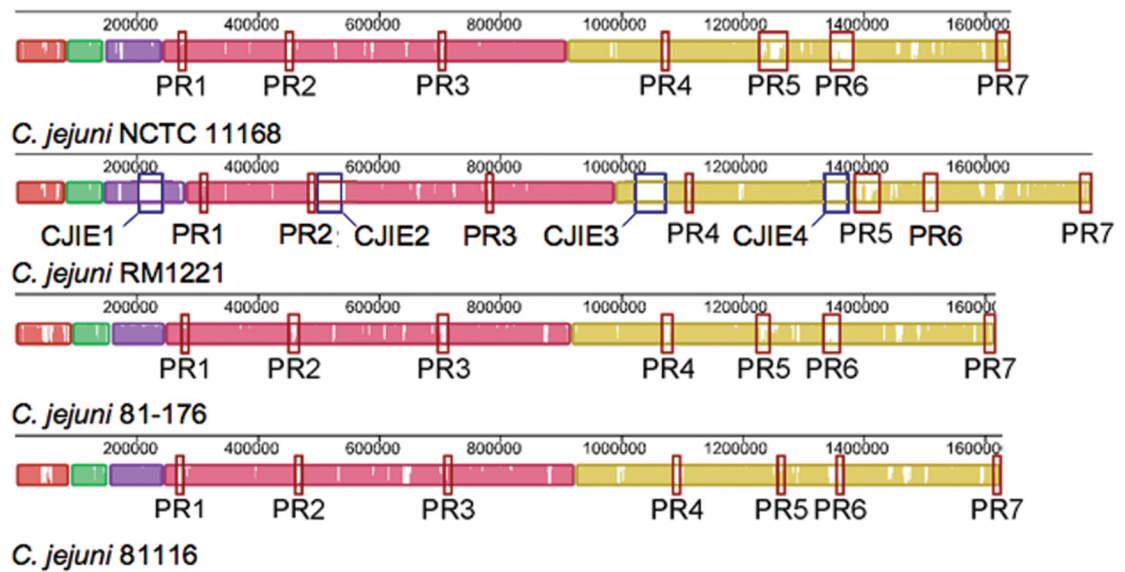 200000 400000 600000 800000 1000000 1200000 1400000 1600000
PR1 PR2 PR3 PR4 PR5 PR6 PR7
C. jejuni NCTC 11168
200000 400000 600000 800000 1000000 1200000 1400000 1600000
CJIE1 PR1 PR2 CJIE2 PR3 CJIE3 PR4 CJIE4 PR5 PR6 PR7
C. jejuni RM1221
200000 400000 600000 800000 1000000 1200000 1400000 160000
PR1 PR2 PR3 PR4 PR5 PR6 PR7
C. jejuni 81-176
200000 400000 600000 800000 1000000 1200000 1400000 160000
PR1 PR2 PR3 PR4 PR5 PR6 PR7
C. jejuni 81116